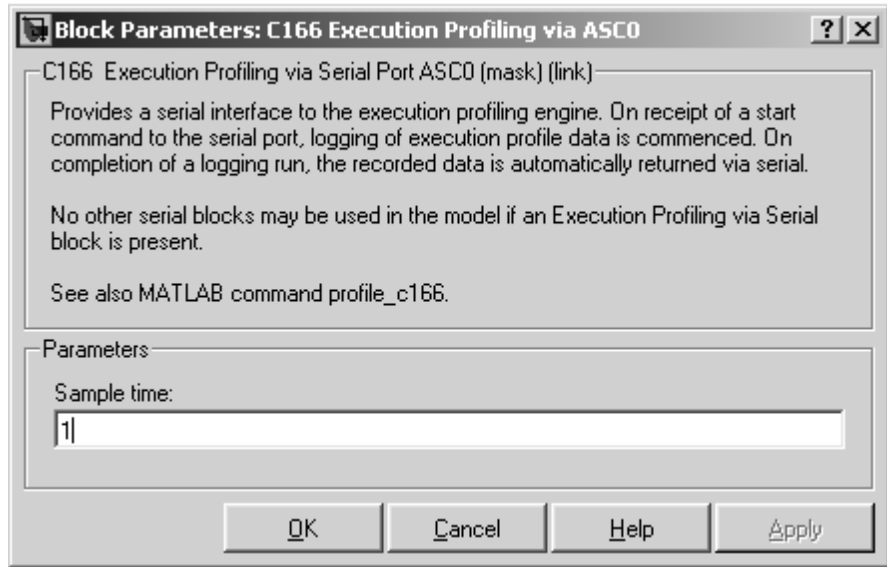 Block Parameters: C166 Execution Profiling via ASC0
C166 Execution Profiling via Serial Port ASC0 (mask) (link)
Provides a serial interface to the execution profiling engine. On receipt of a start
command to the serial port, logging of execution profile data is commenced. On
completion of a logging run, the recorded data is automatically returned via serial.
No other serial blocks may be used in the model if an Execution Profiling via Serial
block is present.
See also MATLAB command profile_c166.
Parameters
Sample time:
1
OK Cancel Help Apply